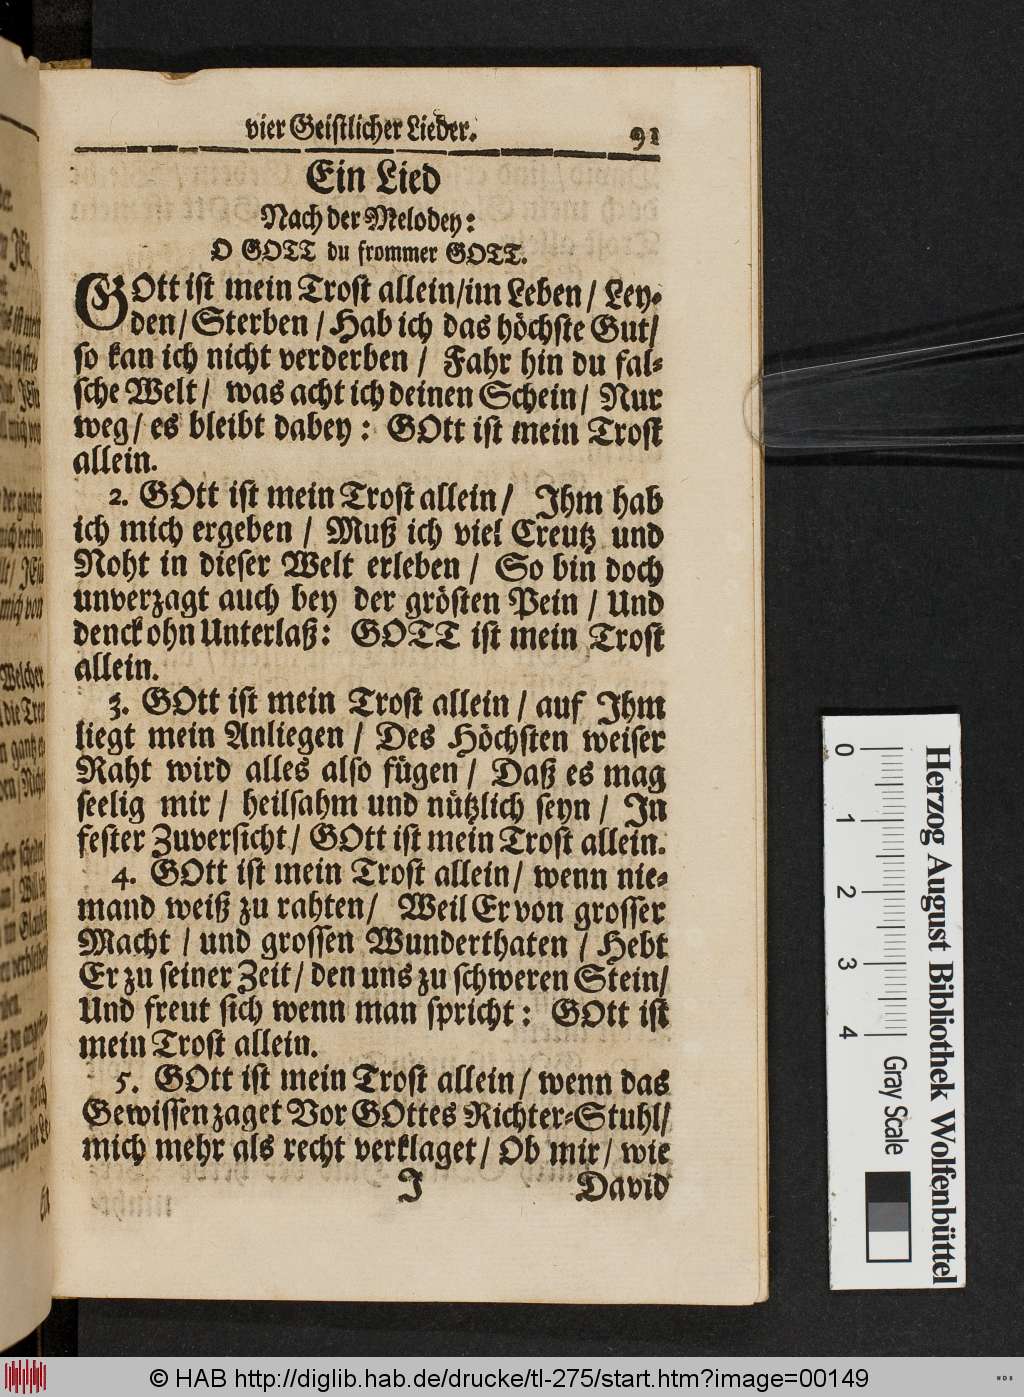 vier Geistlicher Lieder. 91
Ein Lied
Nach der Melodey:
O GOTT du frommer GOTT.
GOtt ist mein Trost allein/im Leben / Ley-
den/ Sterben / Hab ich das höchste Gut/
so kan ich nicht verderben / Fahr hin du fal-
sche Welt/ was acht ich deinen Schein/ Nur
weg/ es bleibt dabey: GOtt ist mein Trost
allein.
2. GOtt ist mein Trost allein/ Ihm hab
ich mich ergeben / Muß ich viel Creutz und
Noht in dieser Welt erleben / So bin doch
unverzagt auch bey der grösten Pein / Und
denck ohn Unterlaß: GOTT ist mein Trost
allein.
3. GOtt ist mein Trost allein / auf Ihm
liegt mein Anliegen / Des Höchsten weiser
Raht wird alles also fügen / Daß es mag
seelig mir / heilsahm und nützlich seyn / In
fester Zuversicht/ GOtt ist mein Trost allein.
4. GOtt ist mein Trost allein/ wenn nie-
mand weiß zu rahten/ Weil Er von grosser
Macht / und grossen Wunderthaten / Hebt
Er zu seiner Zeit/ den uns zu schweren Stein/
Und freut sich wenn man spricht: GOtt ist
mein Trost allein.
5. GOtt ist mein Trost allein/ wenn das
Gewissen zaget Vor GOttes Richter-Stuhl/
mich mehr als recht verklaget/ Ob mir/ wie
J David
Herzog August Bibliothek Wolfenbüttel
0 1 2 3 4 Gray Scale
© HAB http://diglib.hab.de/drucke/tl-275/start.htm?image=00149